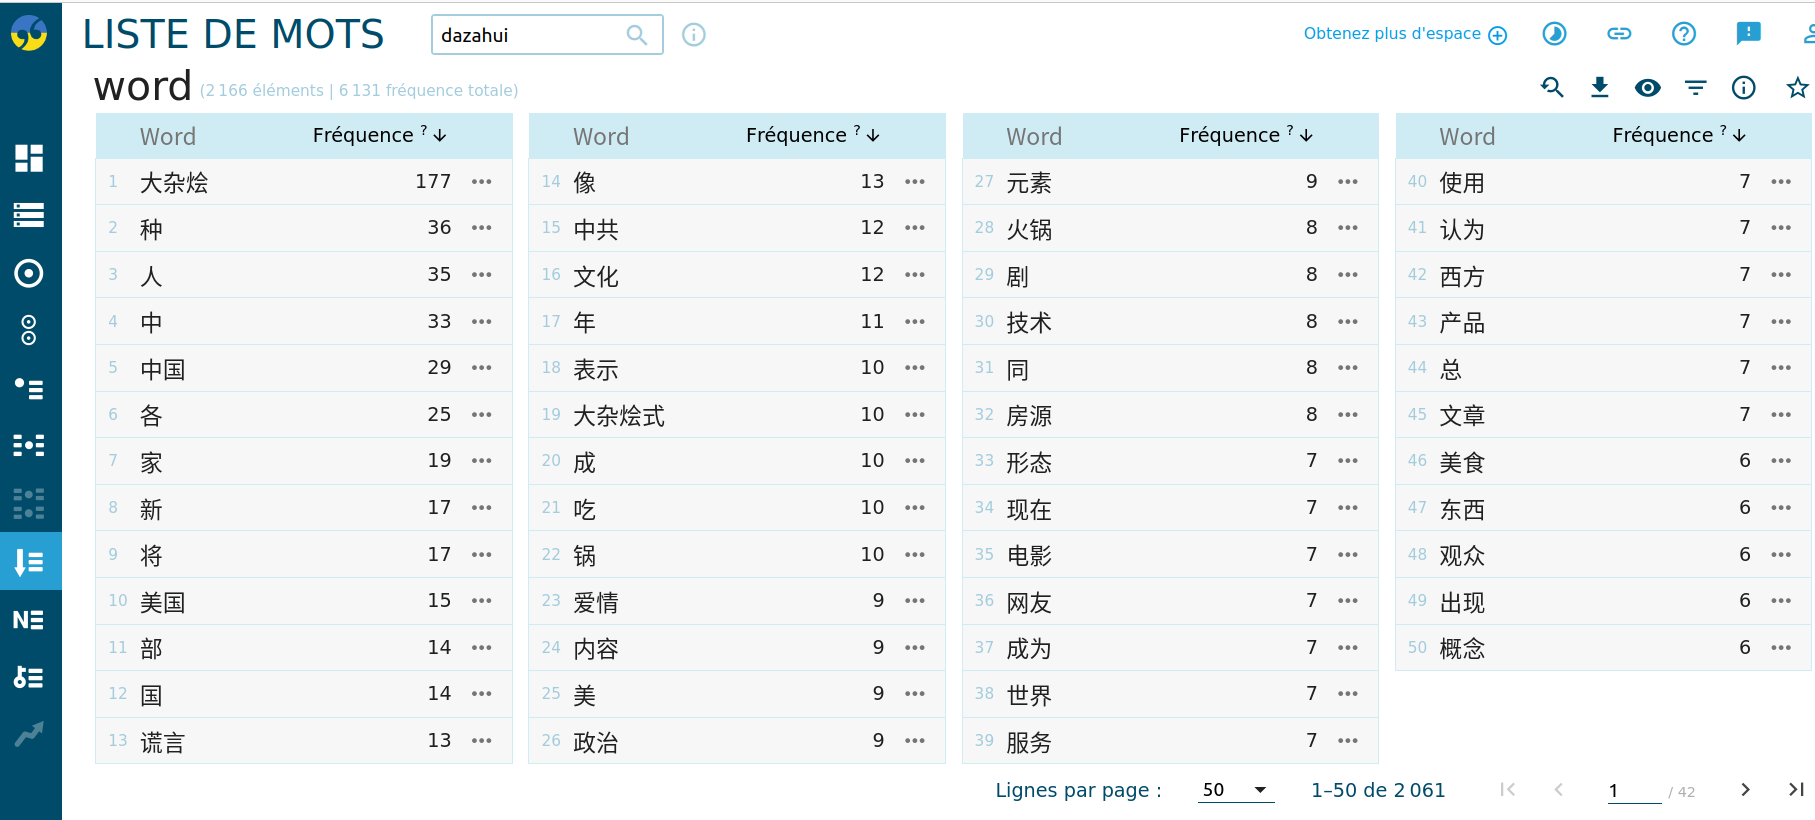 LISTE DE MOTS dazahui Obtenez plus d'espace
word (2 166 éléments | 6 131 fréquence totale)
Word Fréquence ? Word Fréquence ? Word Fréquence ? Word Fréquence ?
1 大杂烩 177 14 像 13 27 元素 9 40 使用 7
2 种 36 15 中共 12 28 火锅 8 41 认为 7
3 人 35 16 文化 12 29 剧 8 42 西方 7
4 中 33 17 年 11 30 技术 8 43 产品 7
5 中国 29 18 表示 10 31 同 8 44 总 7
6 各 25 19 大杂烩式 10 32 房源 8 45 文章 7
7 家 19 20 成 10 33 形态 7 46 美食 6
8 新 17 21 吃 10 34 现在 7 47 东西 6
9 将 17 22 锅 10 35 电影 7 48 观众 6
10 美国 15 23 爱情 9 36 网友 7 49 出现 6
11 部 14 24 内容 9 37 成为 7 50 概念 6
12 国 14 25 美 9 38 世界 7
13 谎言 13 26 政治 9 39 服务 7
Lignes par page : 50 1–50 de 2 061 1 / 42